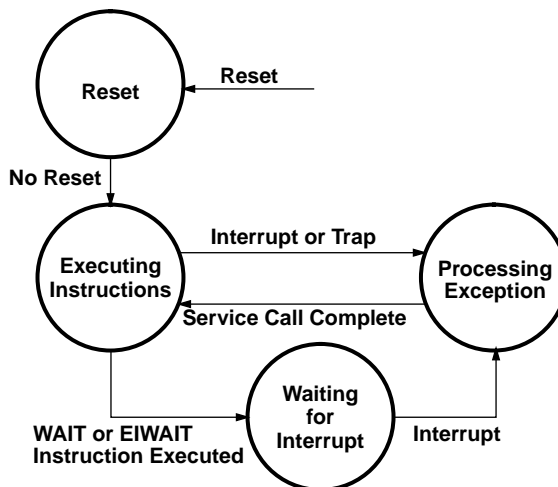 Reset
Reset
No Reset
Executing
Instructions
Interrupt or Trap
Processing
Exception
Service Call Complete
Waiting
for
Interrupt
WAIT or EIWAIT
Instruction Executed
Interrupt